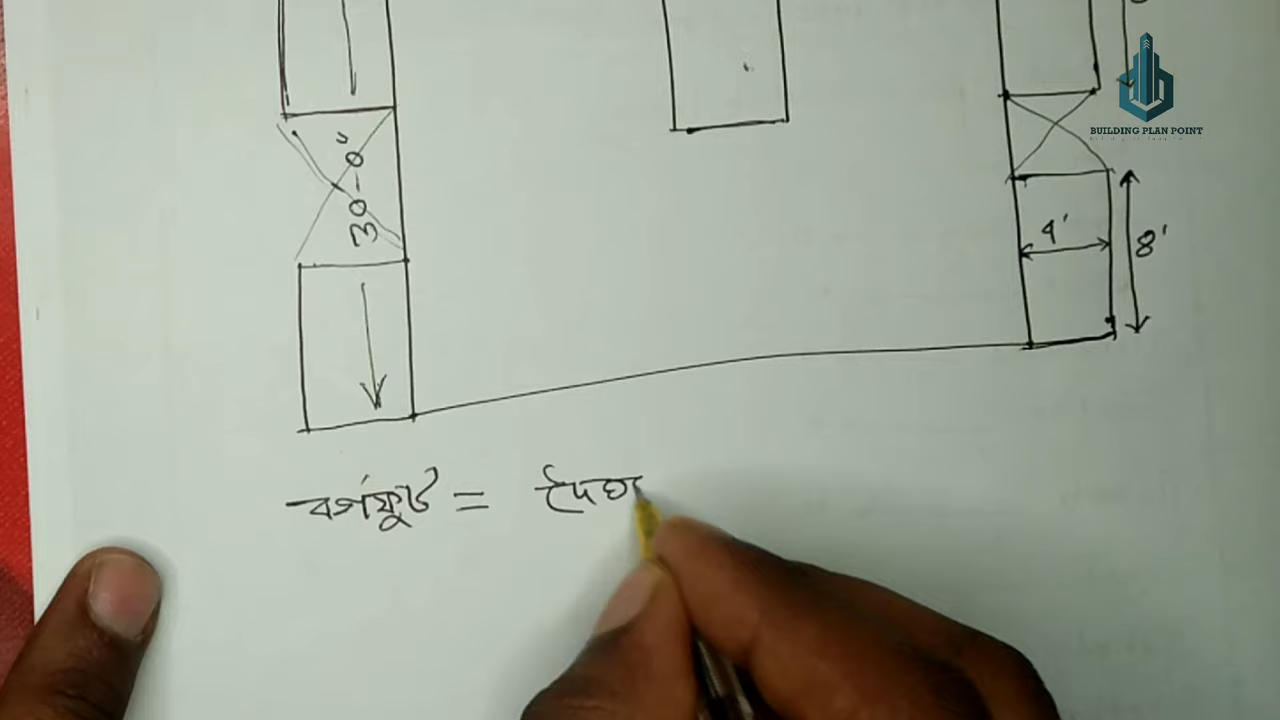 BUILDING PLAN POINT
30-0"
4'
8'
বর্গফুট = দৈঘ